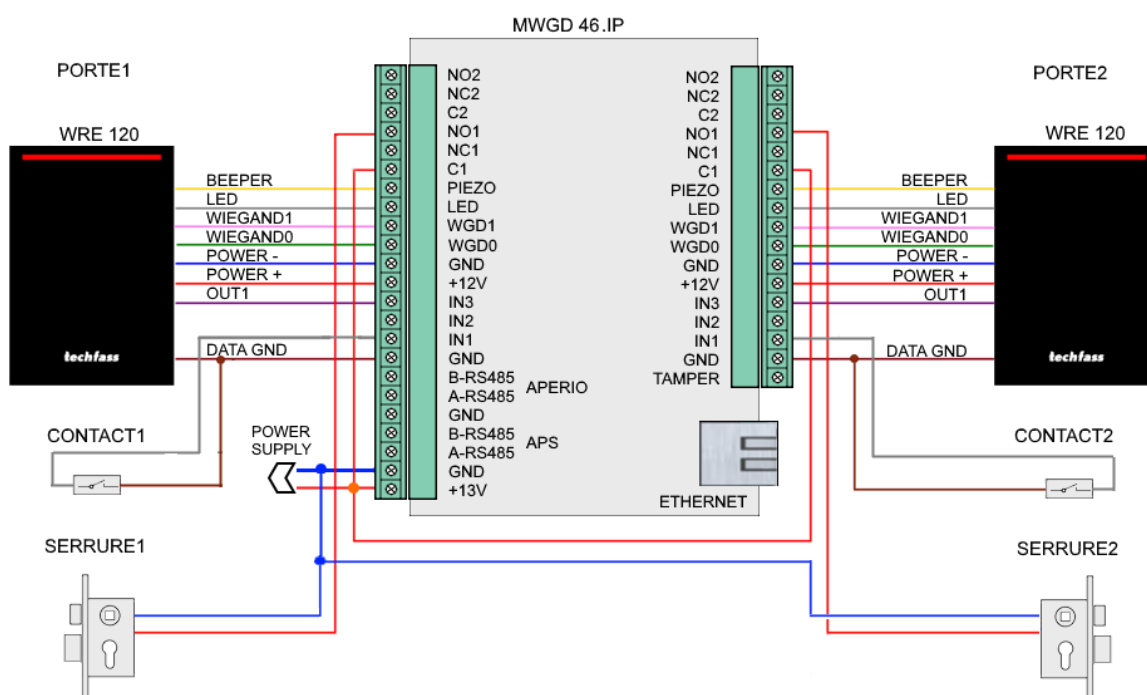 MWGD 46.IP
PORTE1
WRE 120
BEEPER
LED
WIEGAND1
WIEGAND0
POWER -
POWER +
OUT1
DATA GND
techfass
CONTACT1
POWER
SUPPLY
SERRURE1
NO2
NC2
C2
NO1
NC1
C1
PIEZO
LED
WGD1
WGD0
GND
+12V
IN3
IN2
IN1
GND
B-RS485
A-RS485
APERIO
GND
B-RS485
A-RS485
APS
GND
+13V
NO2
NC2
C2
NO1
NC1
C1
PIEZO
LED
WGD1
WGD0
GND
+12V
IN3
IN2
IN1
GND
TAMPER
ETHERNET
PORTE2
WRE 120
BEEPER
LED
WIEGAND1
WIEGAND0
POWER -
POWER +
OUT1
DATA GND
techfass
CONTACT2
SERRURE2